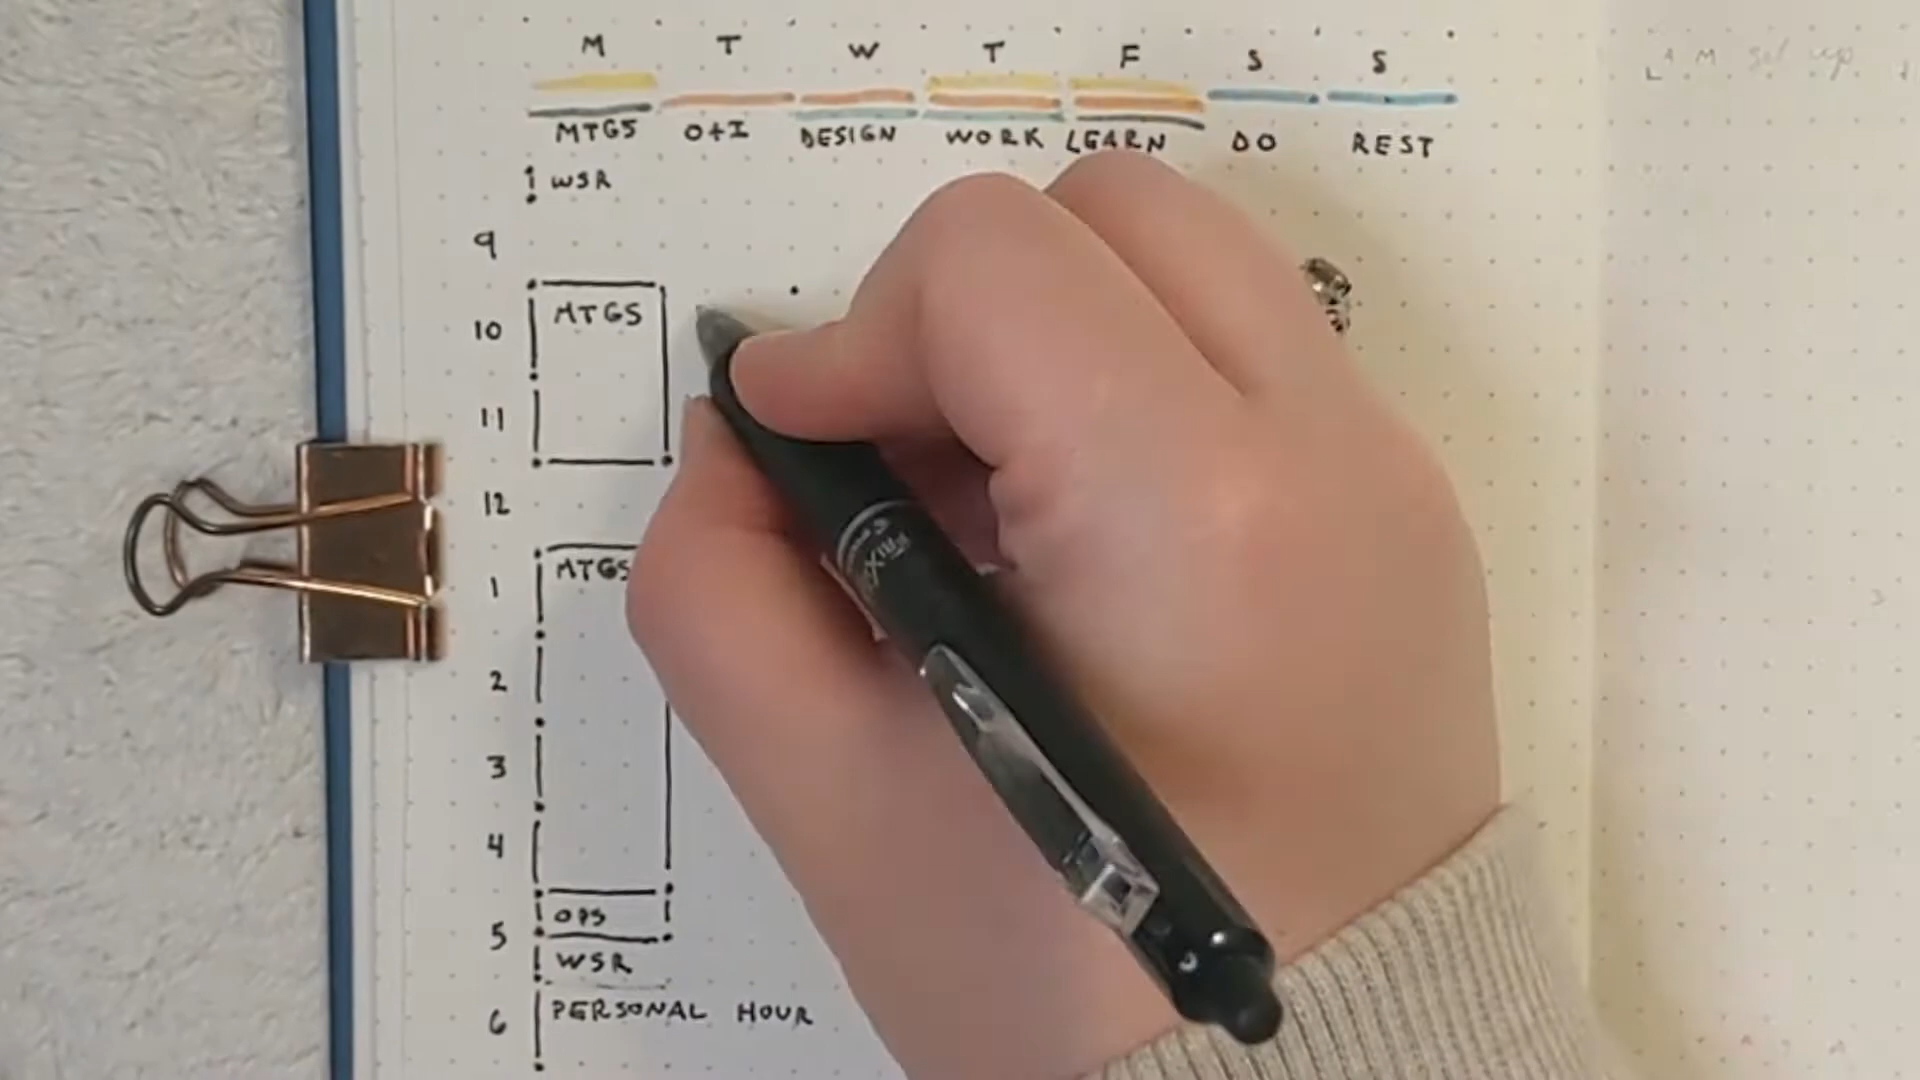 M T W T F S S
MTGS O+I DESIGN WORK LEARN DO REST
WSR
9
MTGS
10
11
12
MTGS
1
2
3
4
OPS
5
WSR
PERSONAL HOUR
6